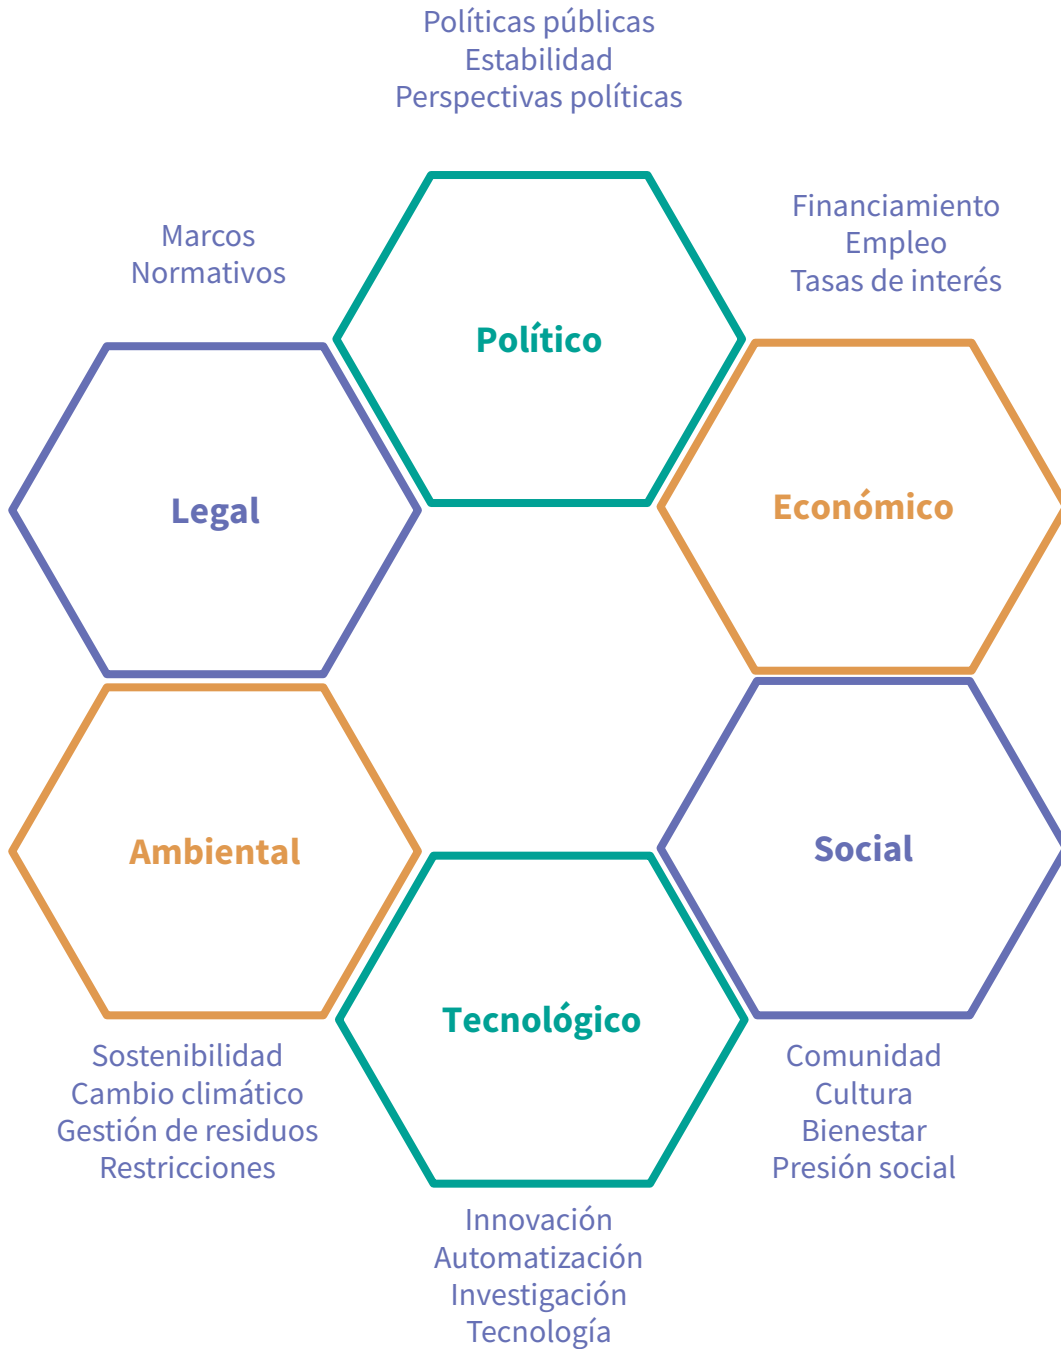 Políticas públicas
Estabilidad
Perspectivas políticas
Político
Financiamiento
Empleo
Tasas de interés
Económico
Social
Comunidad
Cultura
Bienestar
Presión social
Tecnológico
Innovación
Automatización
Investigación
Tecnología
Ambiental
Sostenibilidad
Cambio climático
Gestión de residuos
Restricciones
Marcos
Normativos
Legal